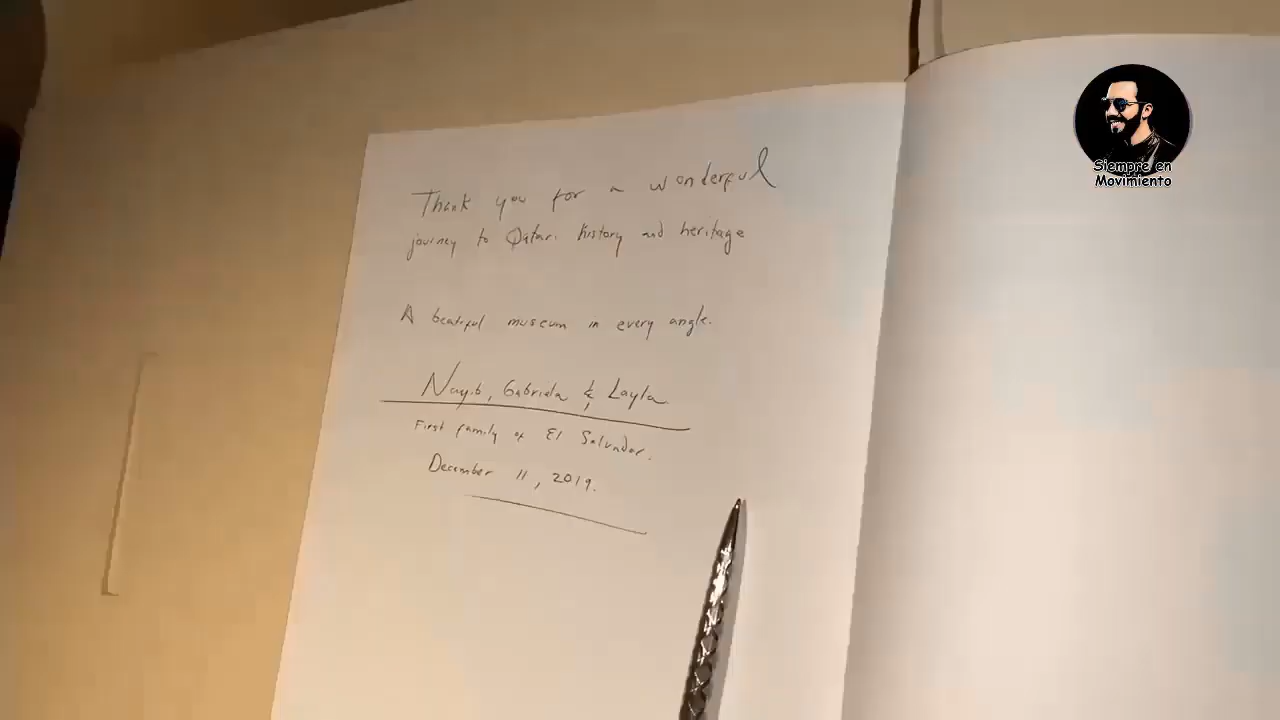 Thank you for a wonderful
journey to Qatari history and heritage
A beatiful museum in every angle.
Nayib, Gabriela & Layla
First family of El Salvador.
December 11, 2019.
Siempre en
Movimiento